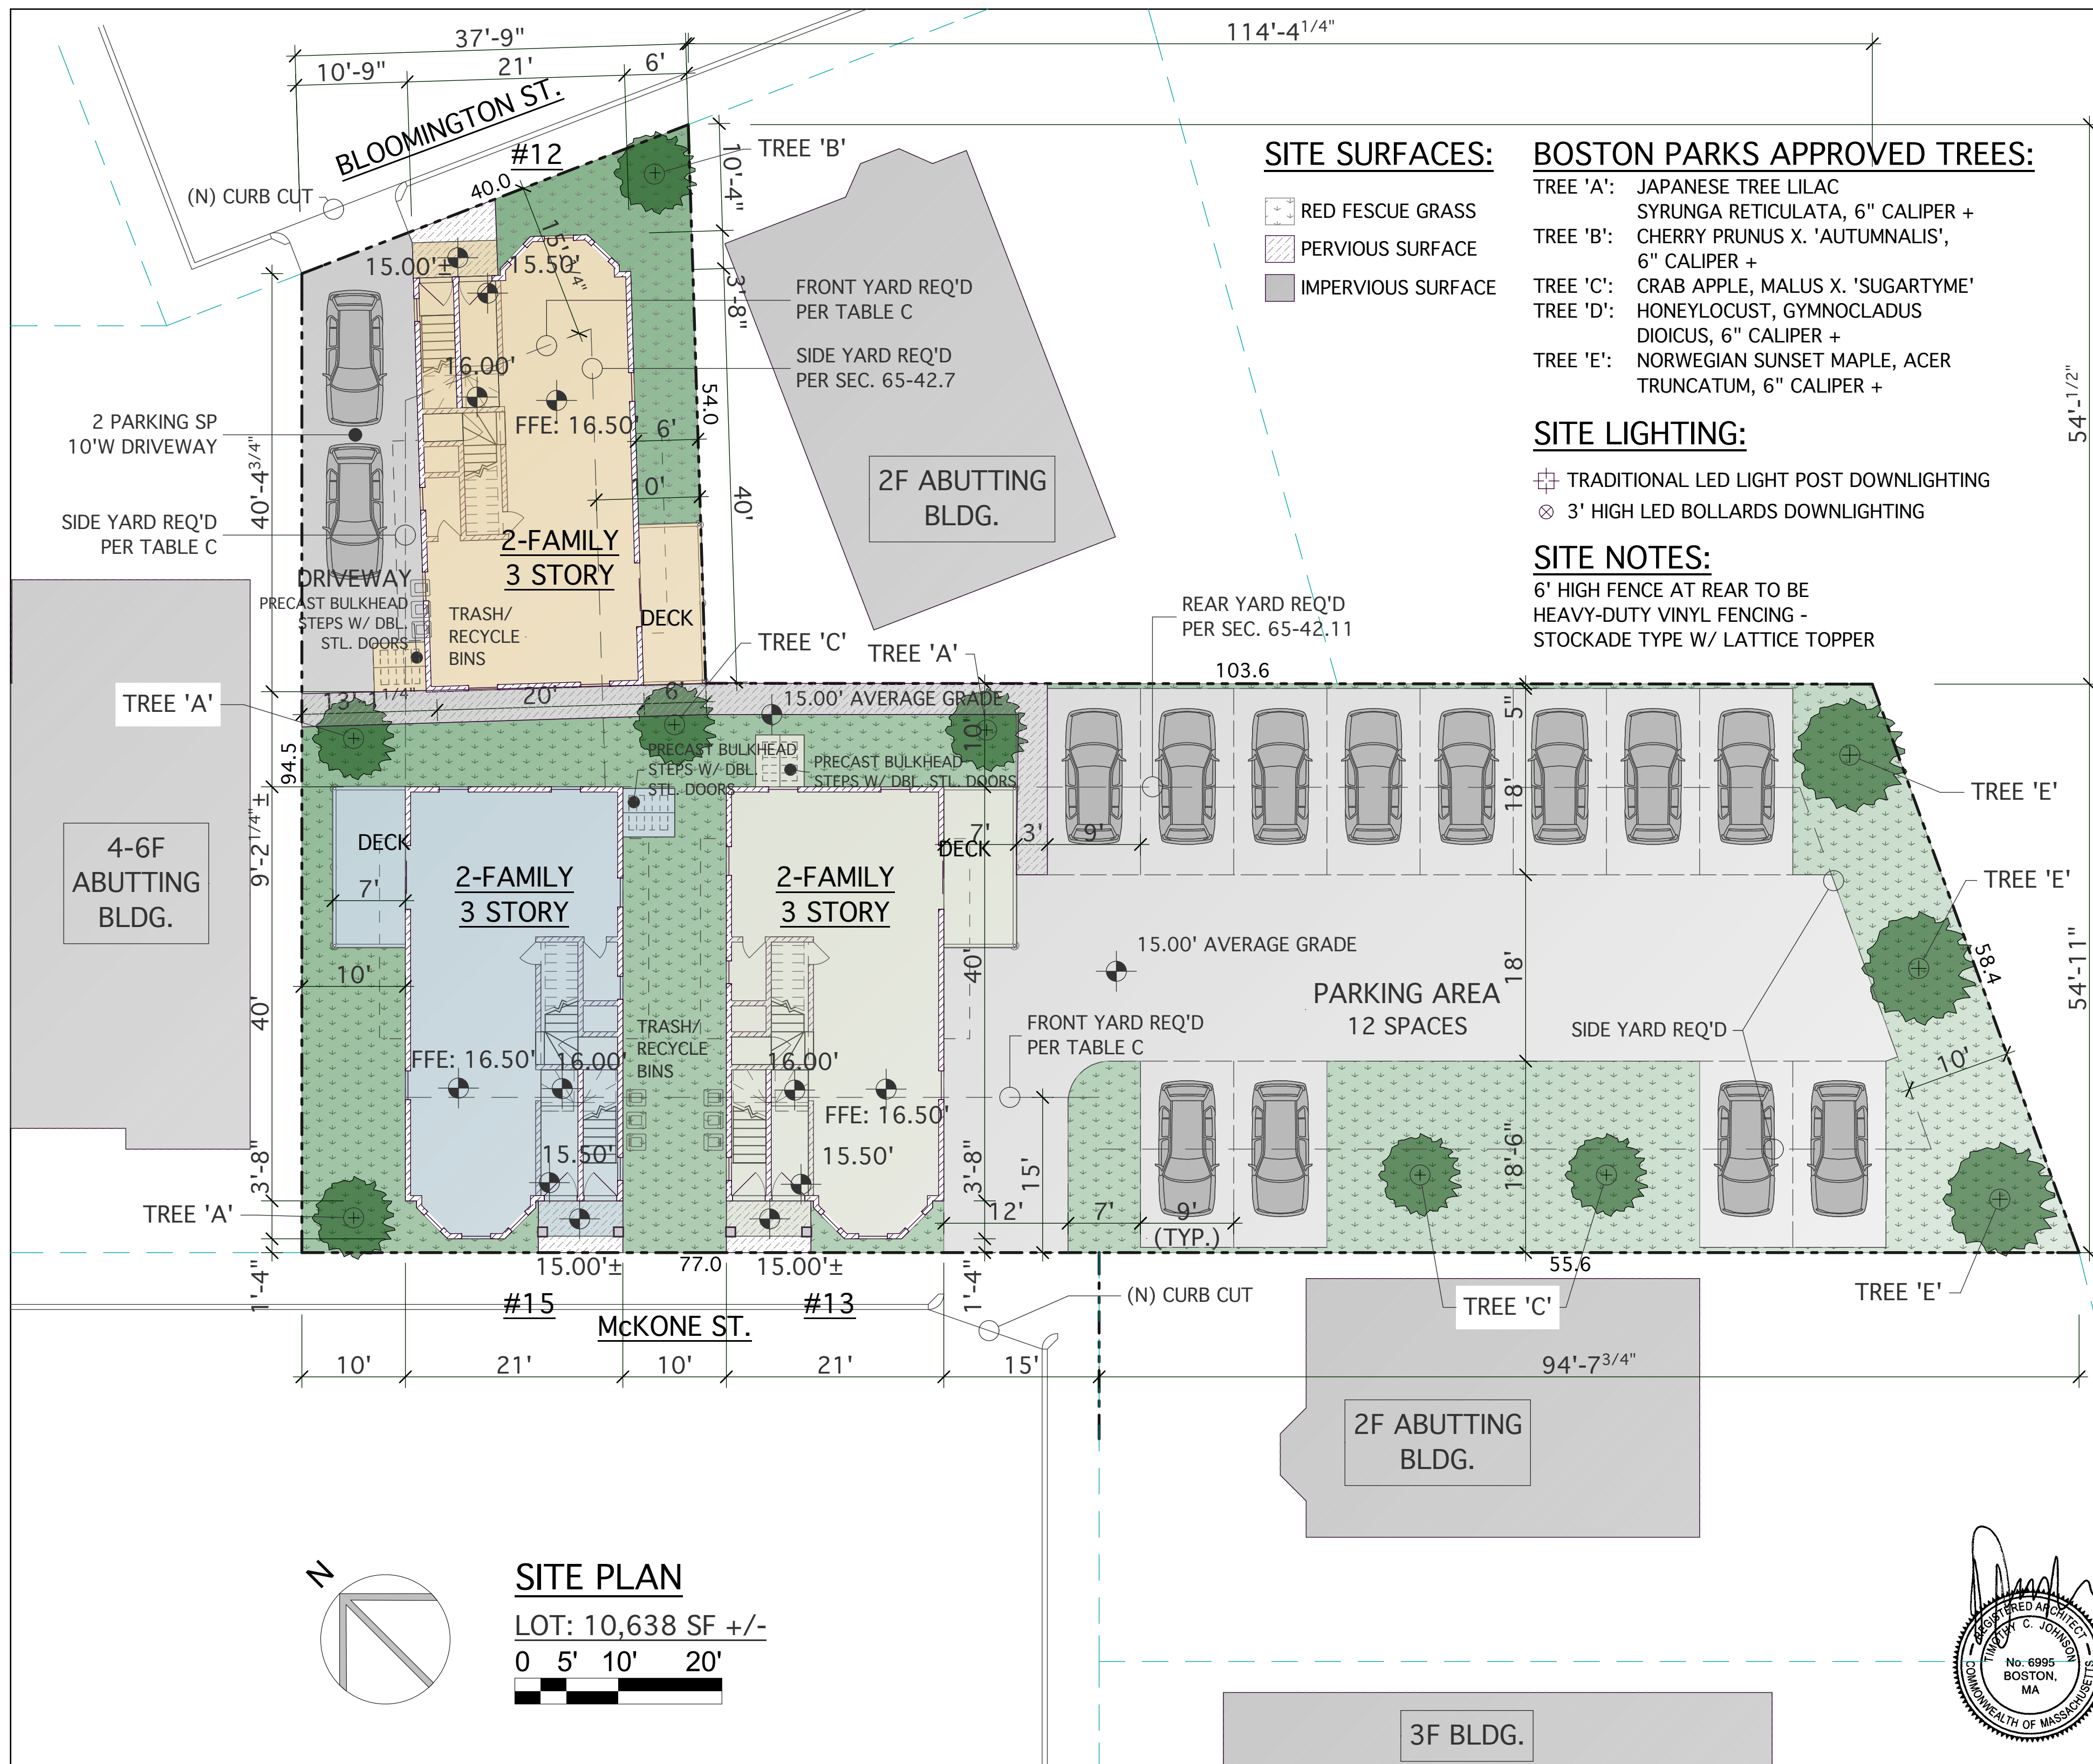 37'-9"
114'-4 1/4"
10'-9"
21'
6'
BLOOMINGTON ST.
#12
40.0
(N) CURB CUT
TREE 'B'
10'-4"
15.00'±
15.50'
3'-8"
FRONT YARD REQ'D
PER TABLE C
SIDE YARD REQ'D
PER SEC. 65-42.7
16.00'
54.0
FFE: 16.50'
6'
10'
40'
2 PARKING SP
10'W DRIVEWAY
40'-4 3/4"
SIDE YARD REQ'D
PER TABLE C
2-FAMILY
3 STORY
DRIVEWAY
PRECAST BULKHEAD
STEPS W/ DBL.
STL. DOORS
TRASH/
RECYCLE
BINS
DECK
2F ABUTTING
BLDG.
SITE SURFACES:
RED FESCUE GRASS
PERVIOUS SURFACE
IMPERVIOUS SURFACE
BOSTON PARKS APPROVED TREES:
TREE 'A': JAPANESE TREE LILAC
SYRUNGA RETICULATA, 6" CALIPER +
TREE 'B': CHERRY PRUNUS X. 'AUTUMNALIS',
6" CALIPER +
TREE 'C': CRAB APPLE, MALUS X. 'SUGARTYME'
TREE 'D': HONEYLOCUST, GYMNOCLADUS
DIOICUS, 6" CALIPER +
TREE 'E': NORWEGIAN SUNSET MAPLE, ACER
TRUNCATUM, 6" CALIPER +
SITE LIGHTING:
TRADITIONAL LED LIGHT POST DOWNLIGHTING
3' HIGH LED BOLLARDS DOWNLIGHTING
SITE NOTES:
6' HIGH FENCE AT REAR TO BE
HEAVY-DUTY VINYL FENCING -
STOCKADE TYPE W/ LATTICE TOPPER
54'-1/2"
REAR YARD REQ'D
PER SEC. 65-42.11
TREE 'C'
TREE 'A'
103.6
TREE 'A'
13'-1 1/4"
20'
6'
15.00' AVERAGE GRADE
94.5
10'
5"
PRECAST BULKHEAD
STEPS W/ DBL.
STL. DOORS
PRECAST BULKHEAD
STEPS W/ DBL. STL. DOORS
18'
TREE 'E'
9'-2 1/4" ±
DECK
7'
7'
3'
9'
DECK
4-6F
ABUTTING
BLDG.
2-FAMILY
3 STORY
2-FAMILY
3 STORY
TREE 'E'
15.00' AVERAGE GRADE
10'
40'
40'
18'
58.4
54'-11"
PARKING AREA
12 SPACES
FRONT YARD REQ'D
PER TABLE C
SIDE YARD REQ'D
TRASH/
RECYCLE
BINS
FFE: 16.50'
16.00'
16.00'
FFE: 16.50'
10'
15.50'
15.50'
3'-8"
3'-8"
15'
18'-6"
TREE 'A'
12'
7'
9'
(TYP.)
15.00'±
77.0
15.00'±
55.6
1'-4"
1'-4"
#15
#13
McKONE ST.
(N) CURB CUT
TREE 'C'
TREE 'E'
10'
21'
10'
21'
15'
94'-7 3/4"
2F ABUTTING
BLDG.
N
SITE PLAN
LOT: 10,638 SF +/-
0 5' 10' 20'
3F BLDG.
REGISTERED ARCHITECT
TIMOTHY C. JOHNSON
No. 6995
BOSTON,
MA
COMMONWEALTH OF MASSACHUSETTS